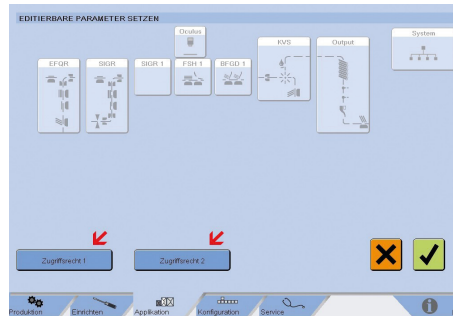 EDITIERBARE PARAMETER SETZEN
Oculus
System
KVS
Output
EFQR
SIGR
SIGR 1
FSH 1
BFGD 1
Zugriffsrecht 1
Zugriffsrecht 2
Produktion
Einrichten
Applikation
Konfiguration
Service